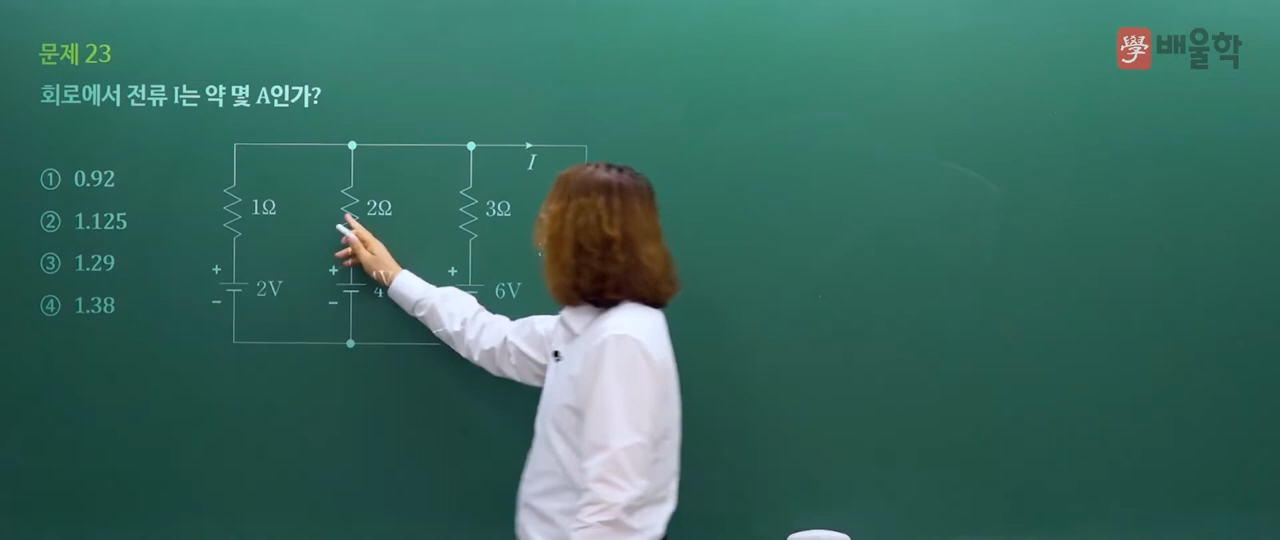 문제 23
學 배울학
회로에서 전류 I는 약 몇 A인가?
① 0.92
② 1.125
③ 1.29
④ 1.38
I
1Ω
2Ω
3Ω
+
+
+
2V
4
6V
−
−